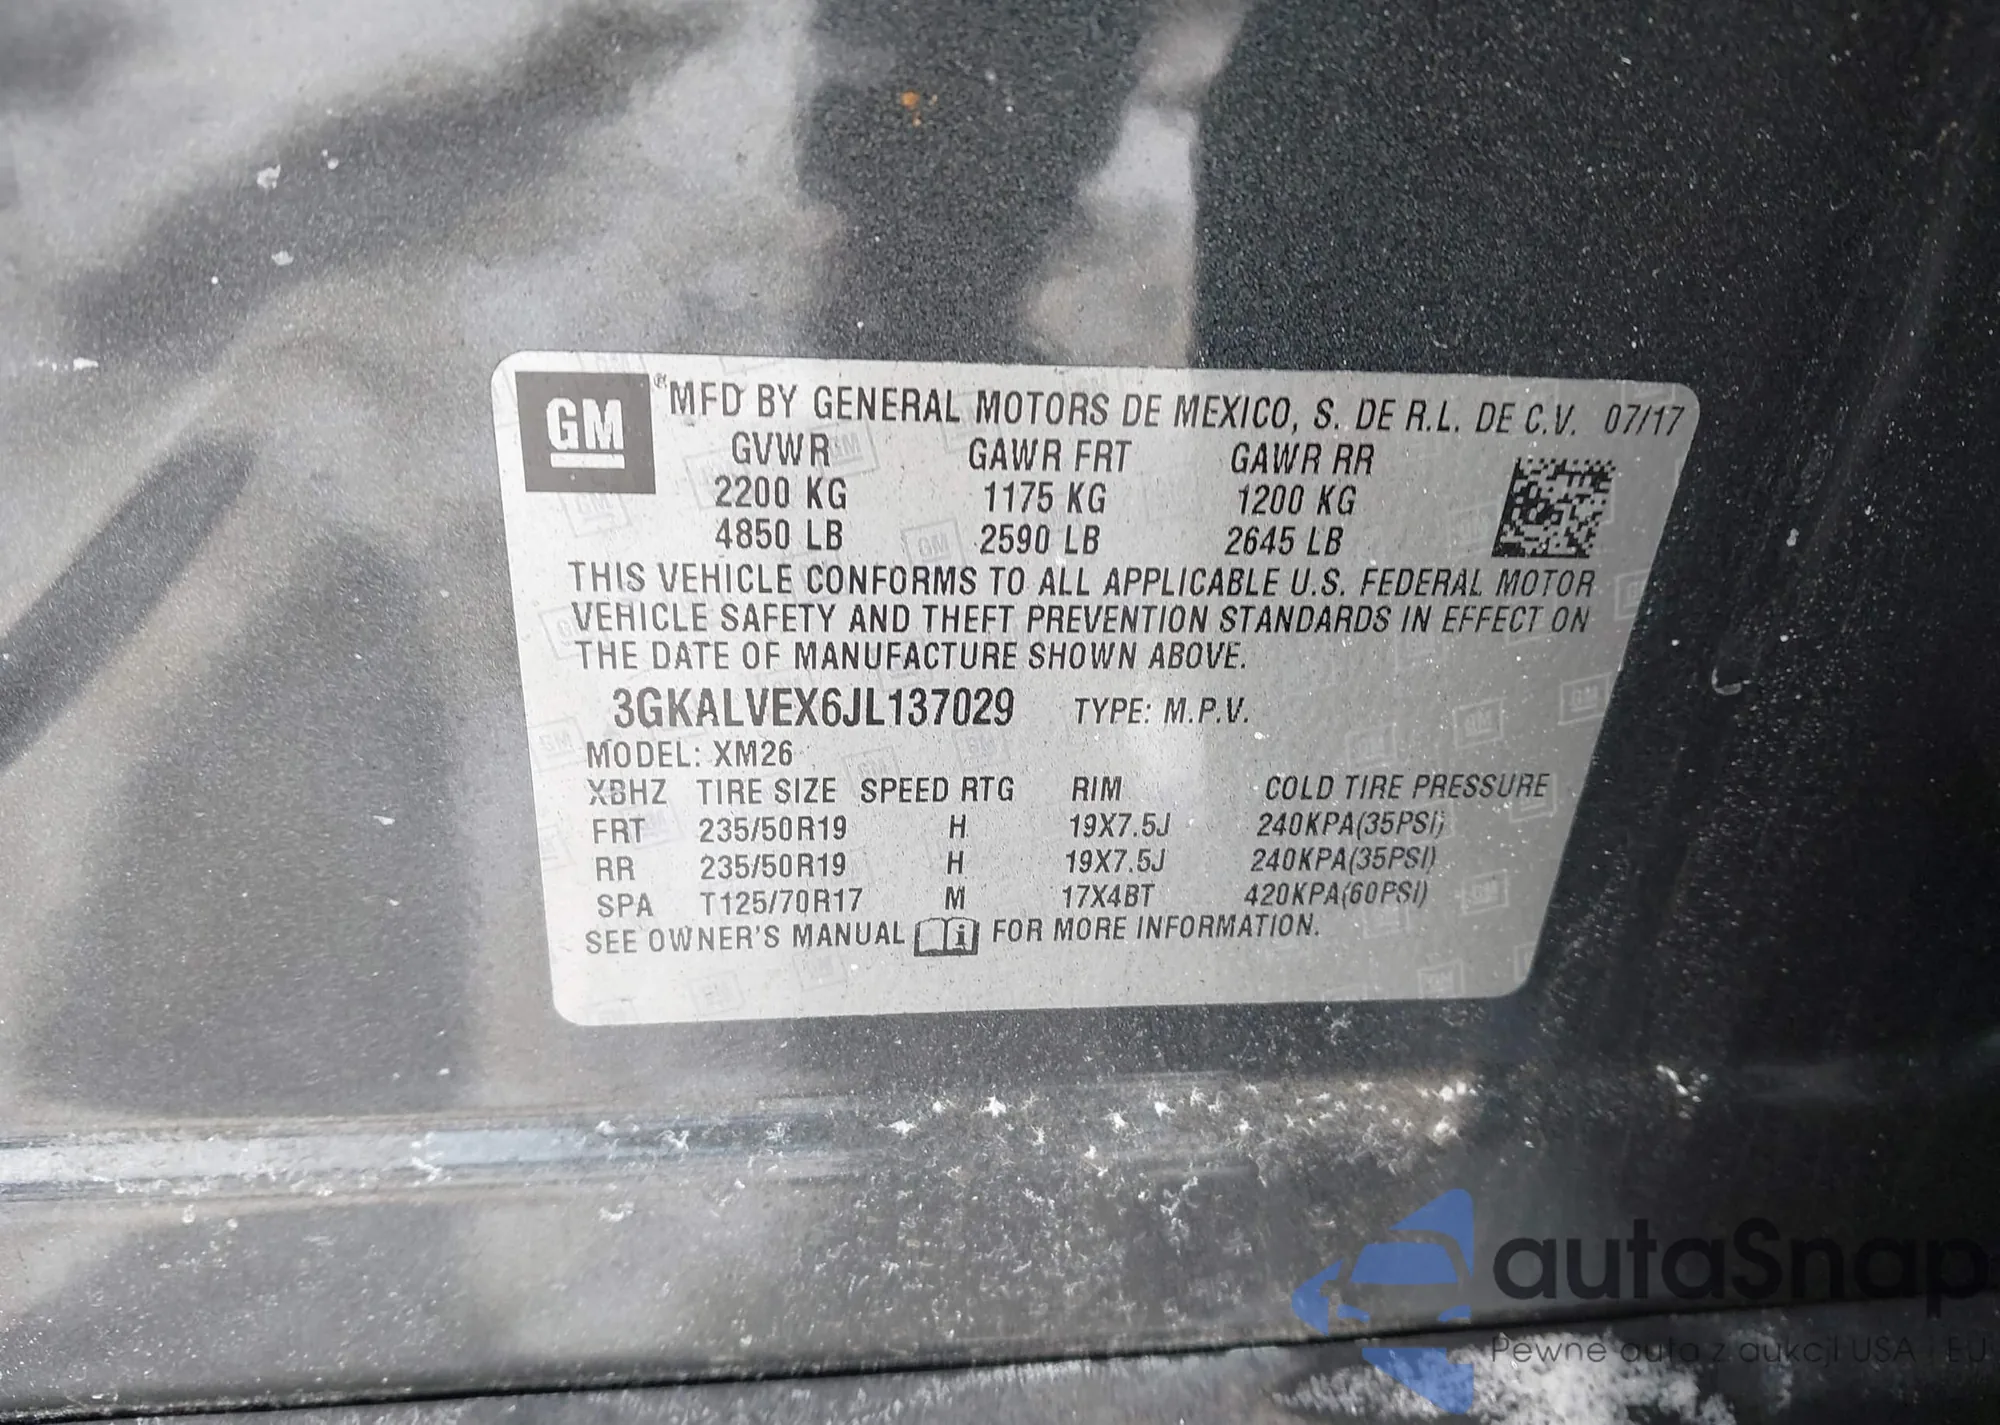 GM ® MFD BY GENERAL MOTORS DE MEXICO, S. DE R.L. DE C.V. 07/17
GVWR GAWR FRT GAWR RR
2200 KG 1175 KG 1200 KG
4850 LB 2590 LB 2645 LB
THIS VEHICLE CONFORMS TO ALL APPLICABLE U.S. FEDERAL MOTOR
VEHICLE SAFETY AND THEFT PREVENTION STANDARDS IN EFFECT ON
THE DATE OF MANUFACTURE SHOWN ABOVE.
3GKALVEX6JL137029 TYPE: M.P.V.
MODEL: XM26
XBHZ TIRE SIZE SPEED RTG RIM COLD TIRE PRESSURE
FRT 235/50R19 H 19X7.5J 240KPA(35PSI)
RR 235/50R19 H 19X7.5J 240KPA(35PSI)
SPA T125/70R17 M 17X4BT 420KPA(60PSI)
SEE OWNER'S MANUAL FOR MORE INFORMATION.
autaSnap
Pewne auta z aukcji USA i EU